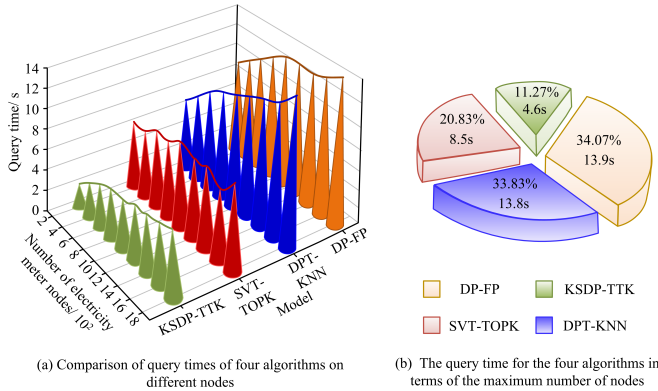 14
12
10
8
6
4
2
0
Query time/ s
2
4
6
8
10
12
14
16
18
Number of electricity
meter nodes/ 10²
KSDP-TTK
SVT-
TOPK
DPT-
KNN
DP-FP
Model
(a) Comparison of query times of four algorithms on
different nodes
11.27%
4.6s
20.83%
8.5s
34.07%
13.9s
33.83%
13.8s
DP-FP
KSDP-TTK
SVT-TOPK
DPT-KNN
(b) The query time for the four algorithms in
terms of the maximum number of nodes